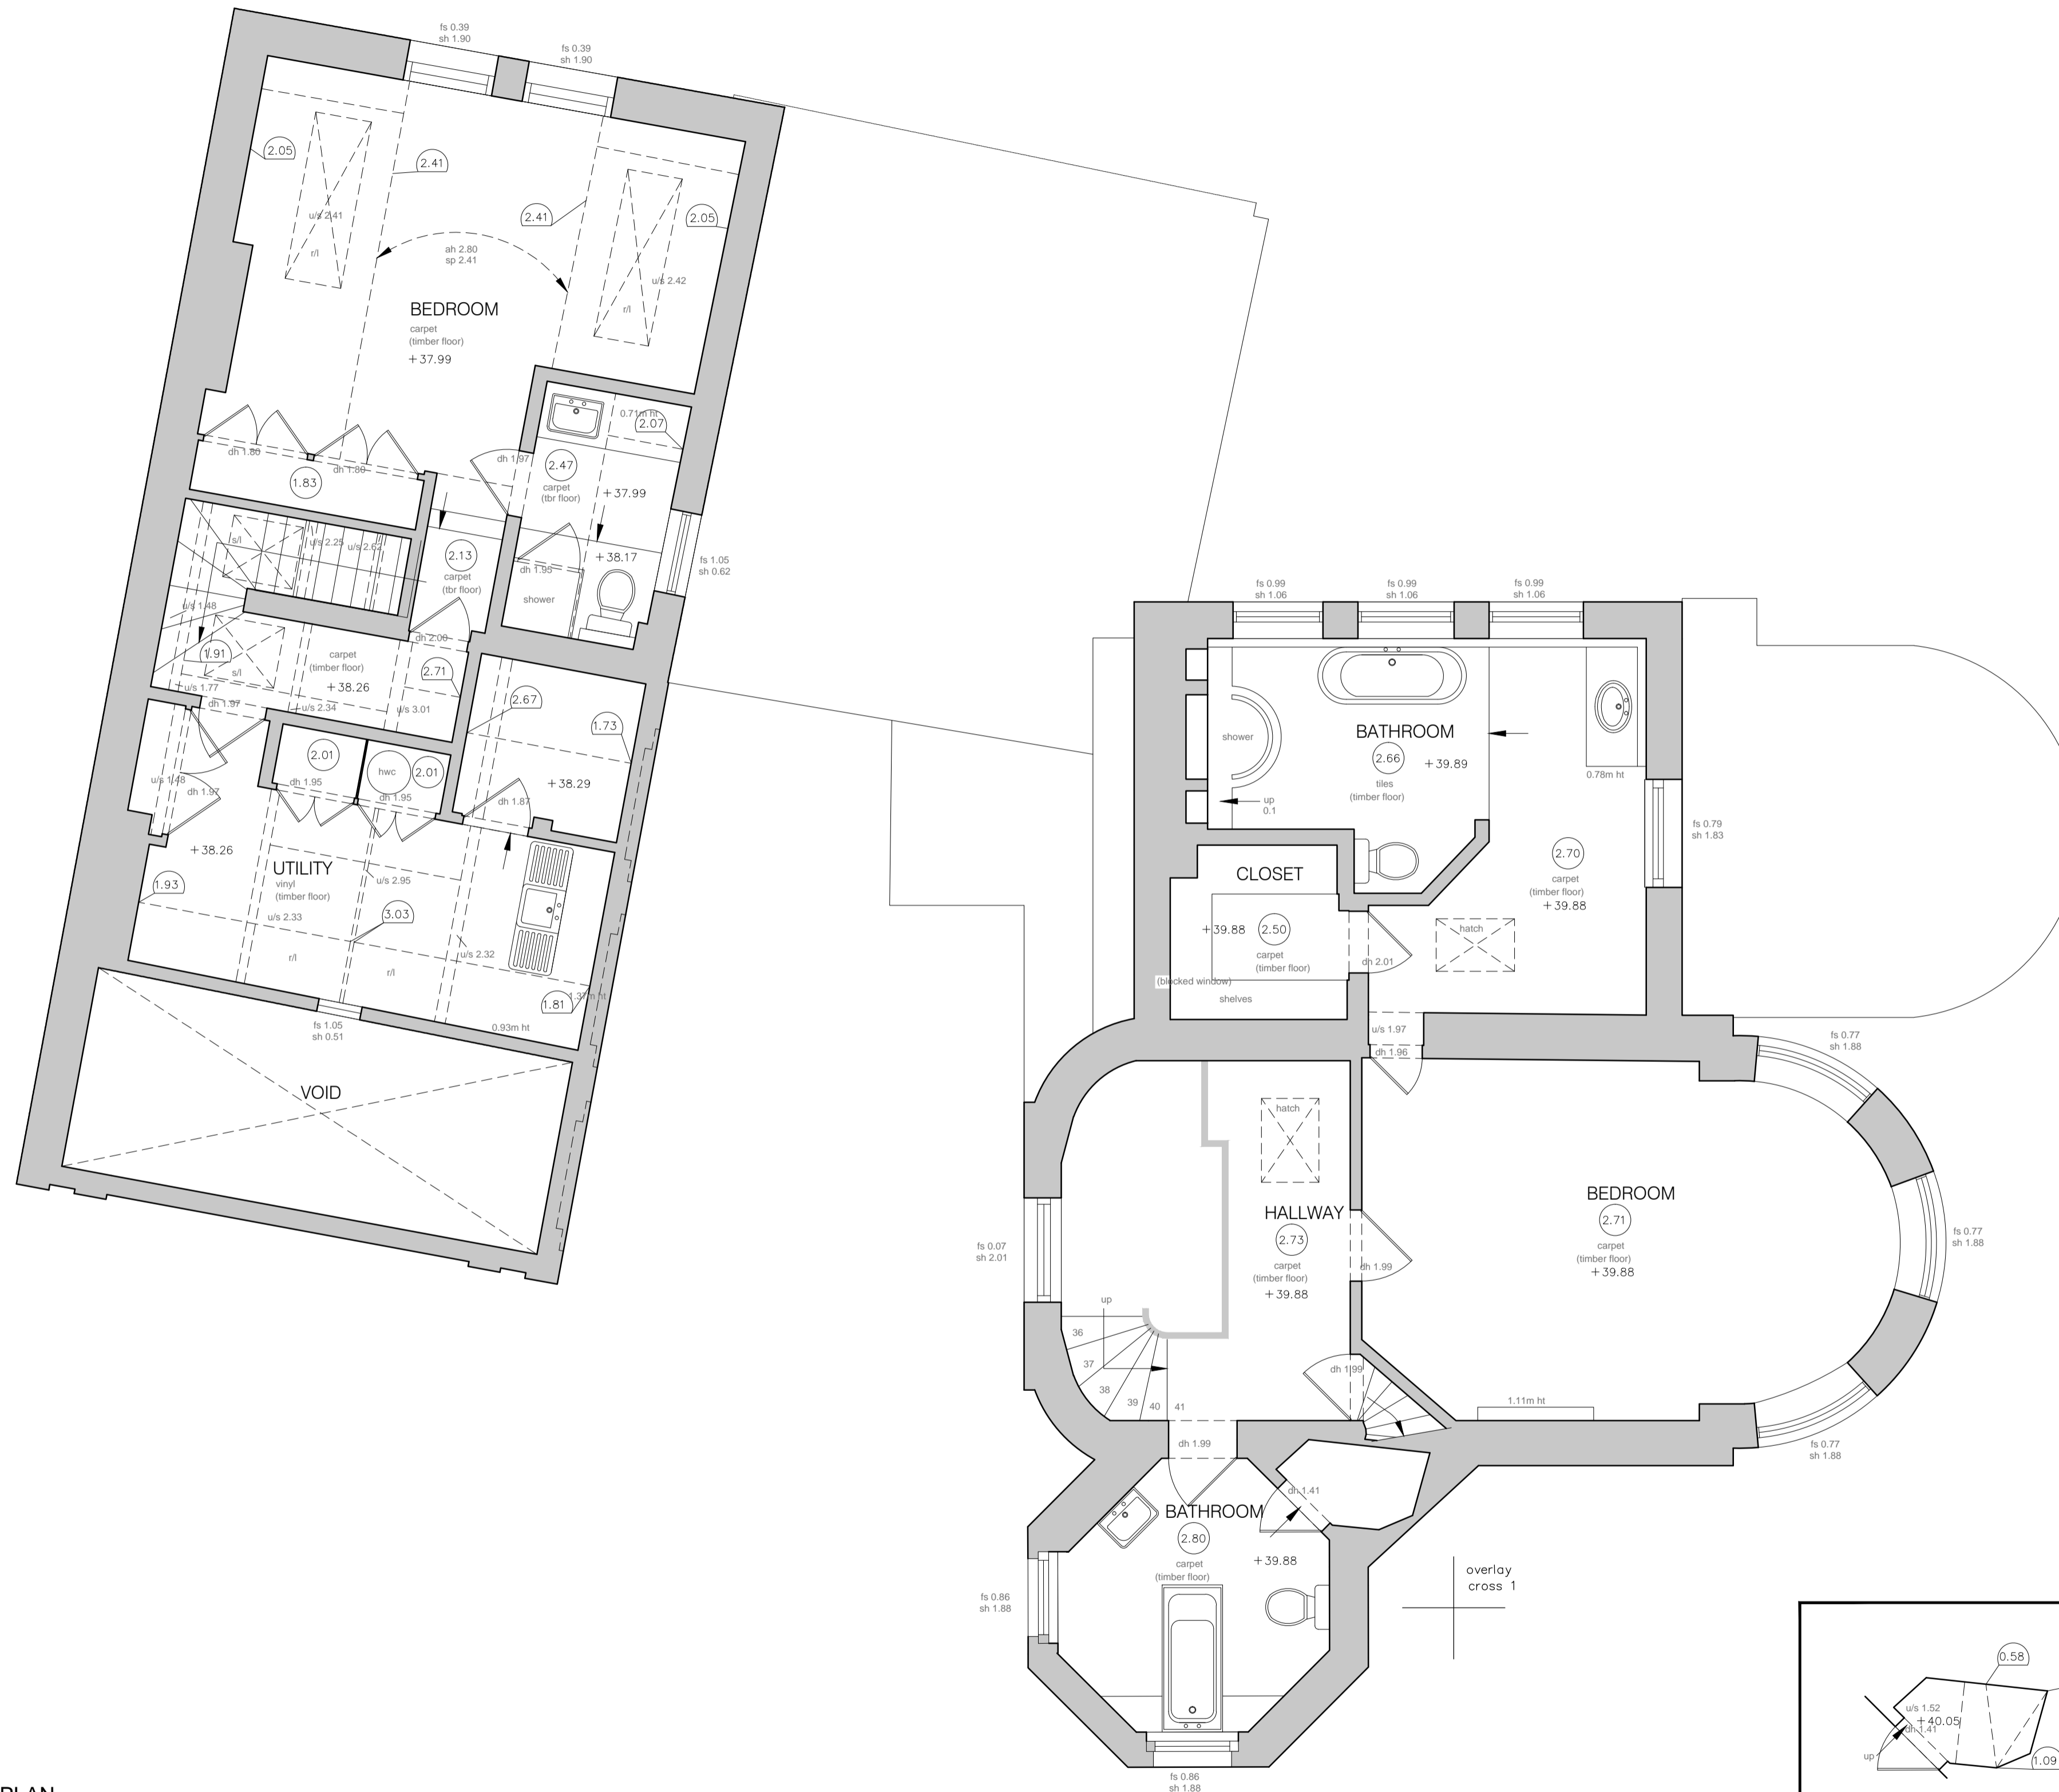 fs 0.39
sh 1.90
fs 0.39
sh 1.90
2.05
2.41
2.41
2.05
u/s 2.41
r/l
ah 2.80
sp 2.41
u/s 2.42
r/l
BEDROOM
carpet
(timber floor)
+37.99
0.71m ht
2.07
dh 1.80
dh 1.80
1.83
dh 1.97
2.47
carpet
(tbr floor)
+37.99
s/l
u/s 2.25
u/s 2.62
2.13
carpet
(tbr floor)
+38.17
dh 1.95
shower
fs 1.05
sh 0.62
u/s 1.48
1.91
s/l
carpet
(timber floor)
+38.26
dh 2.00
2.71
u/s 1.77
dh 1.97
u/s 2.34
u/s 3.01
2.67
1.73
2.01
hwc
2.01
dh 1.95
dh 1.95
+38.29
u/s 1.48
dh 1.97
dh 1.87
+38.26
UTILITY
vinyl
(timber floor)
1.93
u/s 2.95
u/s 2.33
3.03
u/s 2.32
r/l
r/l
1.37m ht
1.81
0.93m ht
fs 1.05
sh 0.51
VOID
fs 0.99
sh 1.06
fs 0.99
sh 1.06
fs 0.99
sh 1.06
shower
BATHROOM
2.66
+39.89
tiles
(timber floor)
0.78m ht
up
0.1
fs 0.79
sh 1.83
2.70
carpet
(timber floor)
+39.88
CLOSET
+39.88
2.50
carpet
(timber floor)
hatch
dh 2.01
(blocked window)
shelves
u/s 1.97
dh 1.96
fs 0.77
sh 1.88
hatch
BEDROOM
2.71
carpet
(timber floor)
+39.88
HALLWAY
2.73
carpet
(timber floor)
+39.88
dh 1.99
fs 0.07
sh 2.01
fs 0.77
sh 1.88
up
36
37
38
39
40
41
dh 1.99
1.11m ht
dh 1.99
fs 0.77
sh 1.88
dh 1.41
BATHROOM
2.80
carpet
(timber floor)
+39.88
overlay
cross 1
fs 0.86
sh 1.88
fs 0.86
sh 1.88
0.58
u/s 1.52
+40.05
dh 1.41
up
1.09
PLAN